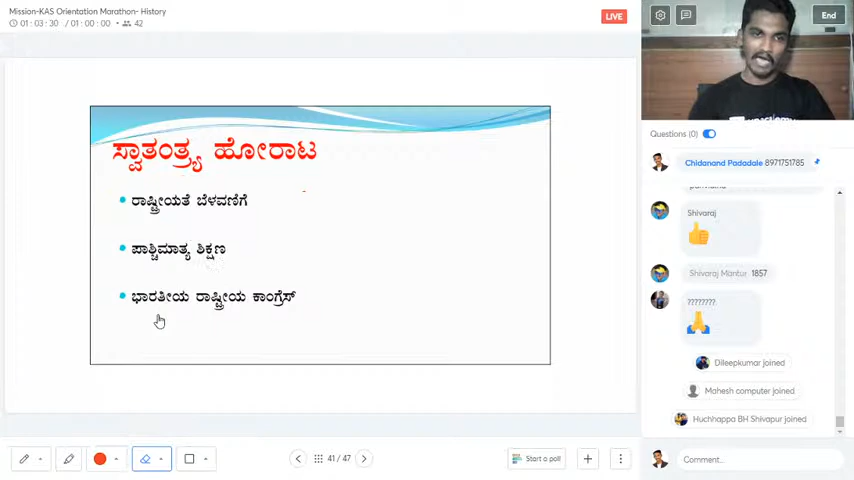 Mission-KAS Orientation Marathon- History
01:03:30 / 01:00:00 • 42
LIVE
End
ಸ್ವಾತಂತ್ರ್ಯ ಹೋರಾಟ
• ರಾಷ್ಟ್ರೀಯತೆ ಬೆಳವಣಿಗೆ
• ಪಾಶ್ಚಿಮಾತ್ಯ ಶಿಕ್ಷಣ
• ಭಾರತೀಯ ರಾಷ್ಟ್ರೀಯ ಕಾಂಗ್ರೆಸ್
41 / 47
Start a poll
Questions (0)
Chidanand Padadale 8971751785
Shivaraj
Shivaraj Mantur 1857
????????.
Dileepkumar joined
Mahesh computer joined
Huchhappa BH Shivapur joined
Comment...